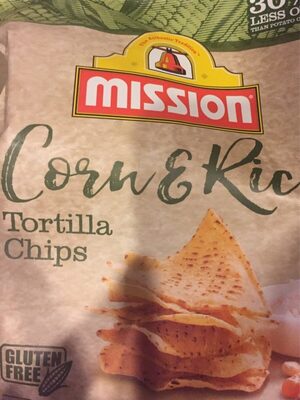 30%
LESS O
THAN POTATO C
The Authentic Tradition
MISSION®
Corn & Ric
Tortilla
Chips
GLUTEN
FREE